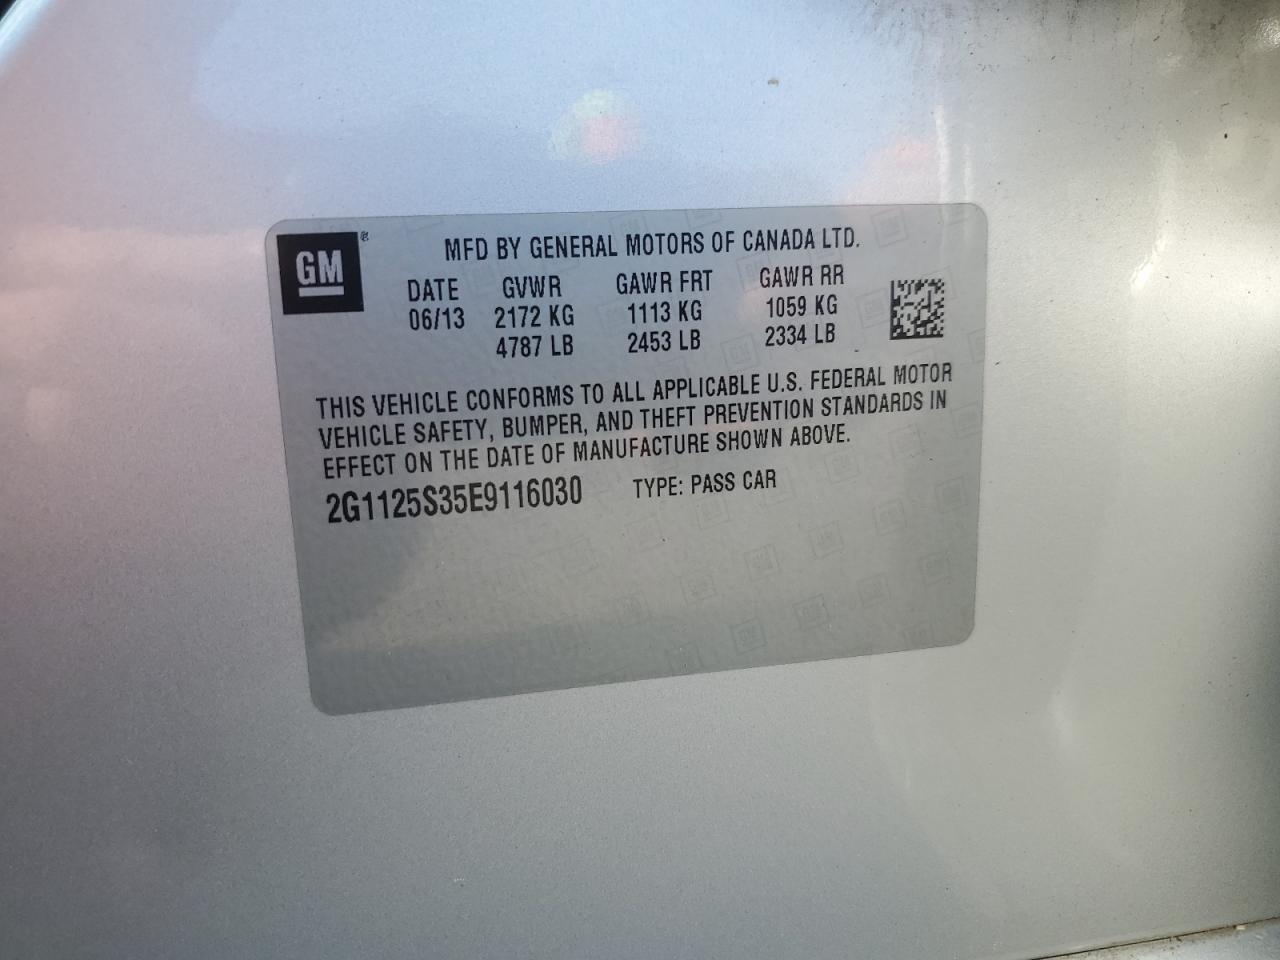 GM®
MFD BY GENERAL MOTORS OF CANADA LTD.
DATE GVWR GAWR FRT GAWR RR
06/13 2172 KG 1113 KG 1059 KG
4787 LB 2453 LB 2334 LB
THIS VEHICLE CONFORMS TO ALL APPLICABLE U.S. FEDERAL MOTOR
VEHICLE SAFETY, BUMPER, AND THEFT PREVENTION STANDARDS IN
EFFECT ON THE DATE OF MANUFACTURE SHOWN ABOVE.
2G1125S35E9116030 TYPE: PASS CAR